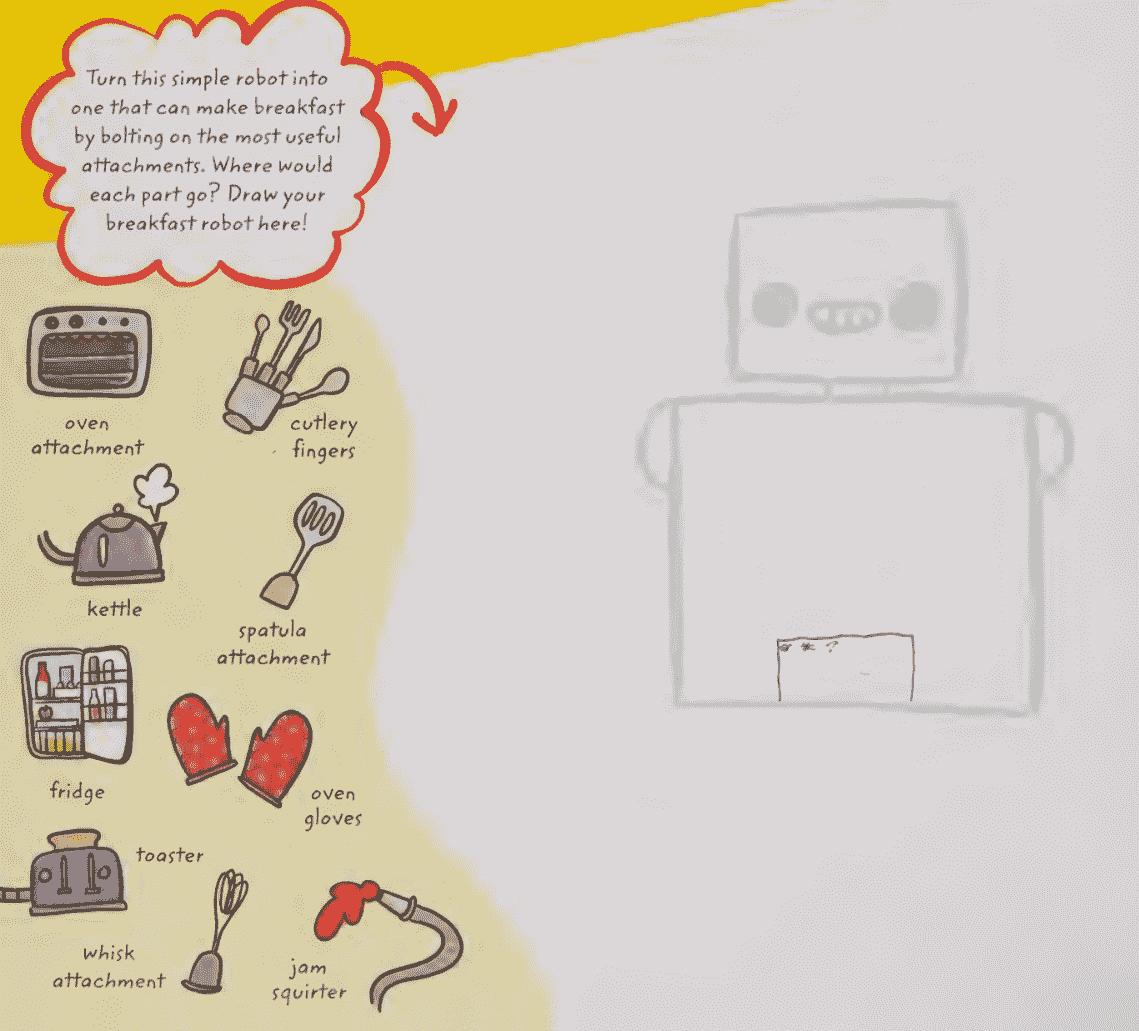 Turn this simple robot into
one that can make breakfast
by bolting on the most useful
attachments. Where would
each part go? Draw your
breakfast robot here!
oven
attachment
cutlery
fingers
kettle
spatula
attachment
fridge
oven
gloves
toaster
whisk
attachment
jam
squirter